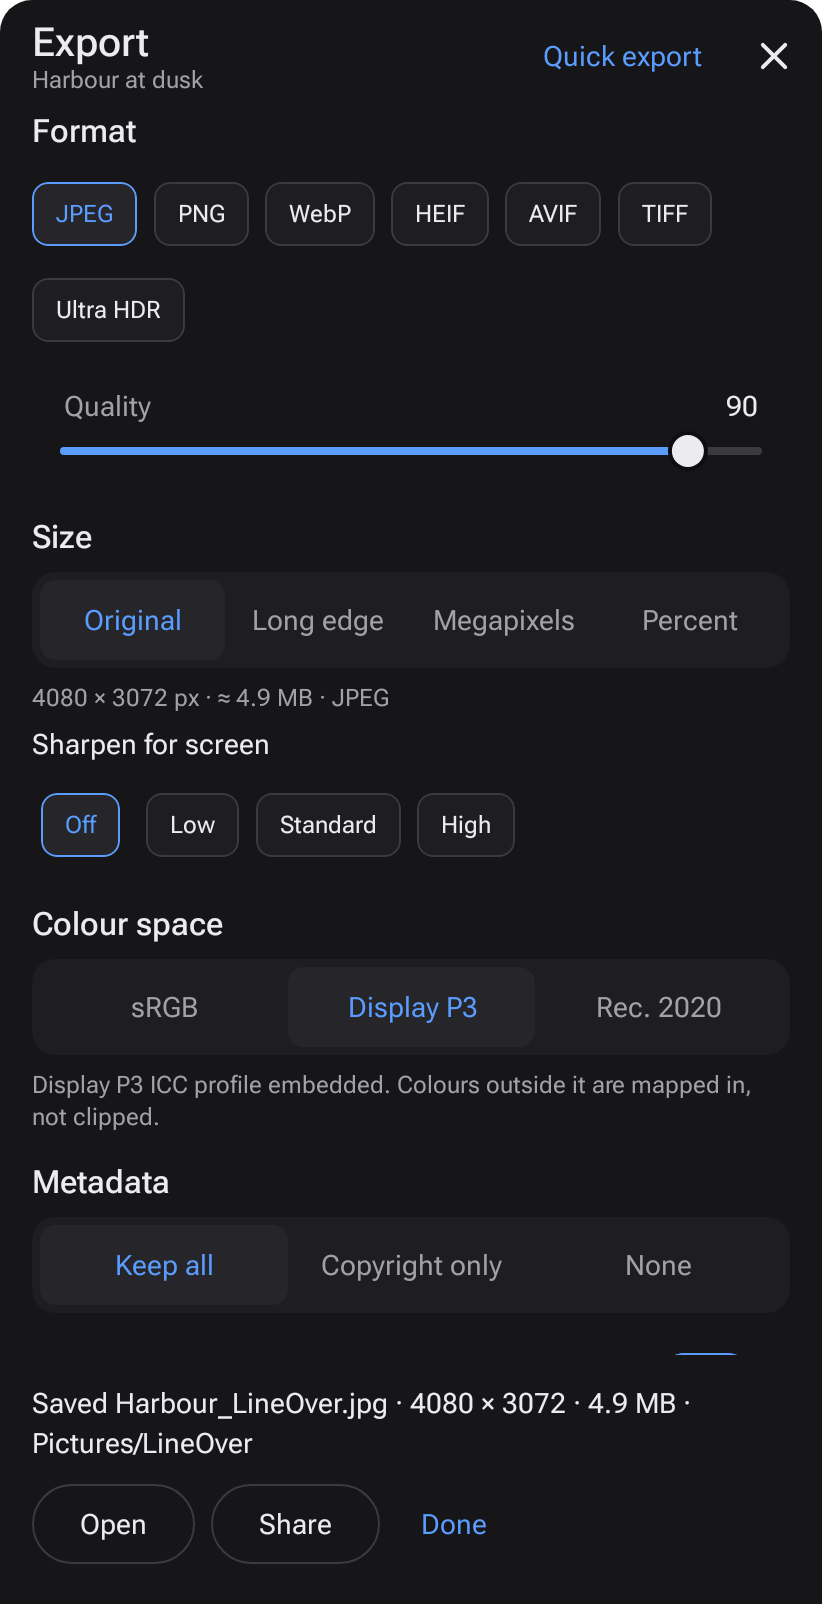 Export
Quick export
Harbour at dusk
Format
JPEG PNG WebP HEIF AVIF TIFF
Ultra HDR
Quality 90
Size
Original Long edge Megapixels Percent
4080 × 3072 px · ≈ 4.9 MB · JPEG
Sharpen for screen
Off Low Standard High
Colour space
sRGB Display P3 Rec. 2020
Display P3 ICC profile embedded. Colours outside it are mapped in,
not clipped.
Metadata
Keep all Copyright only None
Saved Harbour_LineOver.jpg · 4080 × 3072 · 4.9 MB ·
Pictures/LineOver
Open Share Done